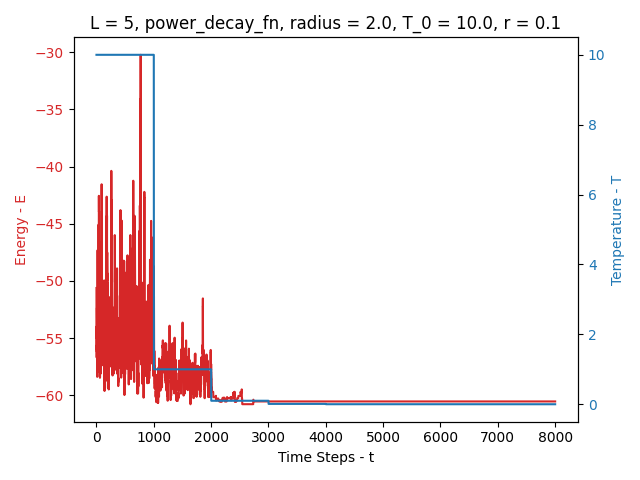 L = 5, power_decay_fn, radius = 2.0, T_0 = 10.0, r = 0.1
−30
−35
−40
−45
−50
−55
−60
Energy - E
10
8
6
4
2
0
Temperature - T
0 1000 2000 3000 4000 5000 6000 7000 8000
Time Steps - t